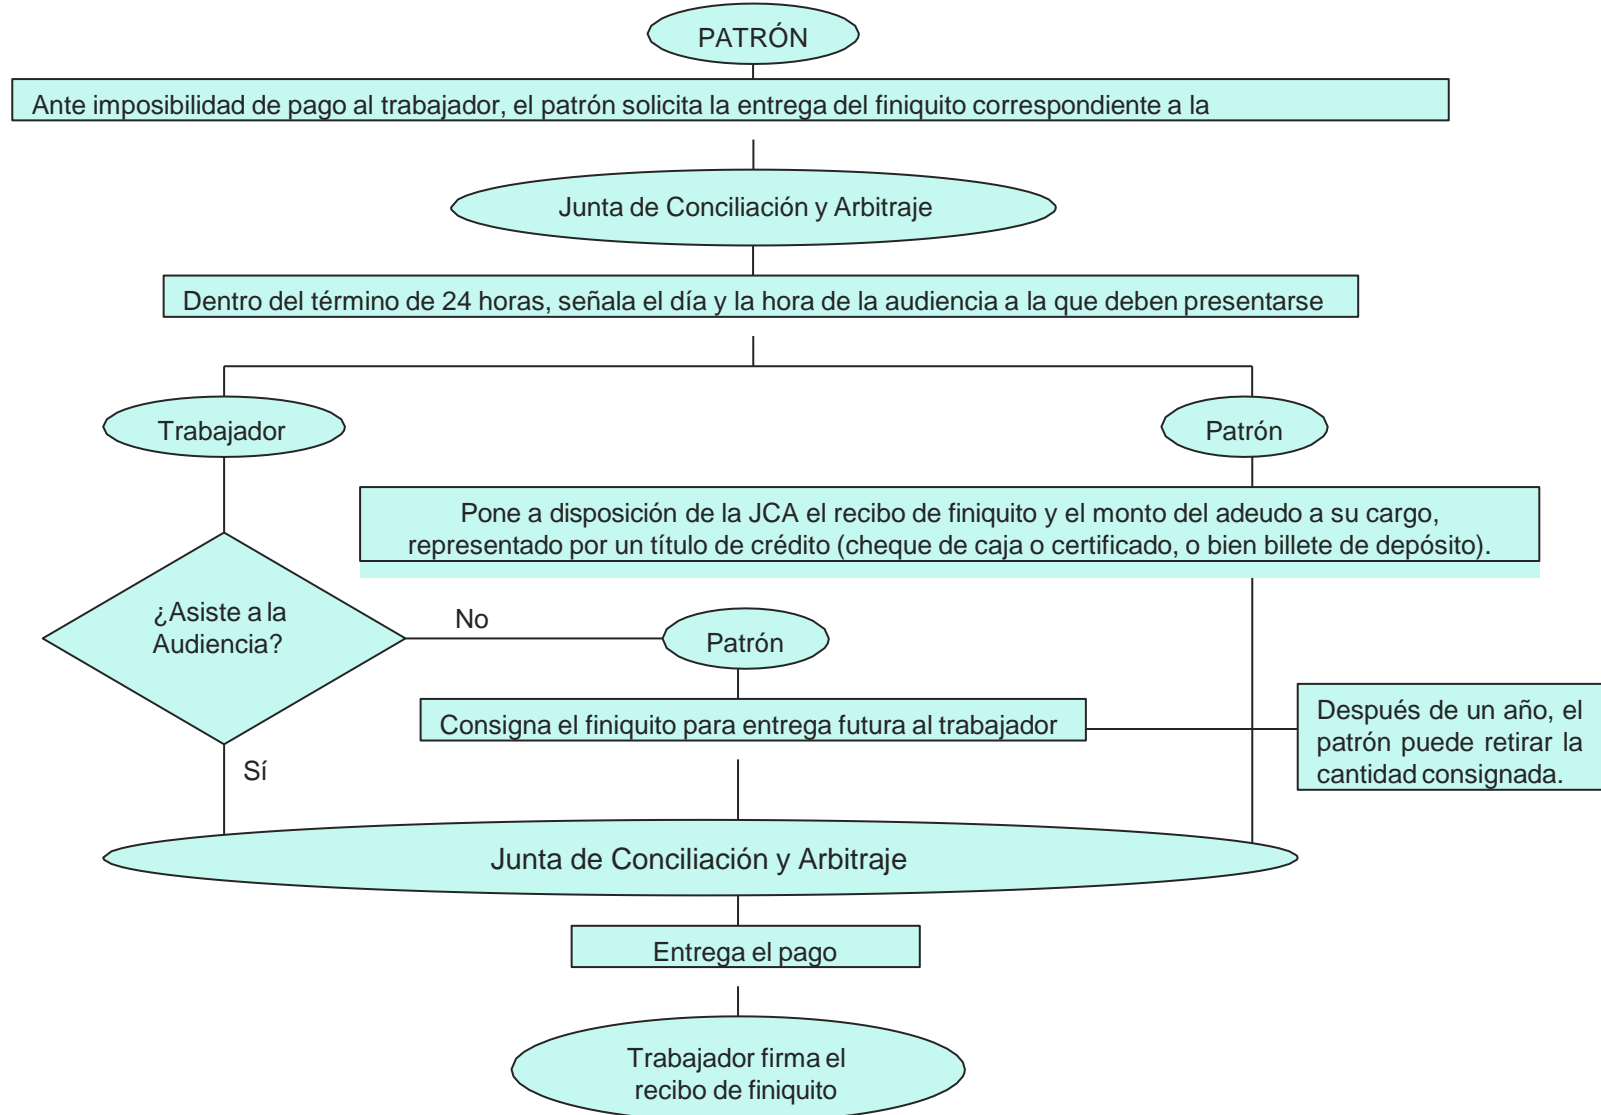 PATRÓN
Ante imposibilidad de pago al trabajador, el patrón solicita la entrega del finiquito correspondiente a la
Junta de Conciliación y Arbitraje
Dentro del término de 24 horas, señala el día y la hora de la audiencia a la que deben presentarse
Trabajador
Patrón
Pone a disposición de la JCA el recibo de finiquito y el monto del adeudo a su cargo,
representado por un título de crédito (cheque de caja o certificado, o bien billete de depósito).
¿Asiste a la
Audiencia?
No
Patrón
Consigna el finiquito para entrega futura al trabajador
Después de un año, el
patrón puede retirar la
cantidad consignada.
Sí
Junta de Conciliación y Arbitraje
Entrega el pago
Trabajador firma el
recibo de finiquito